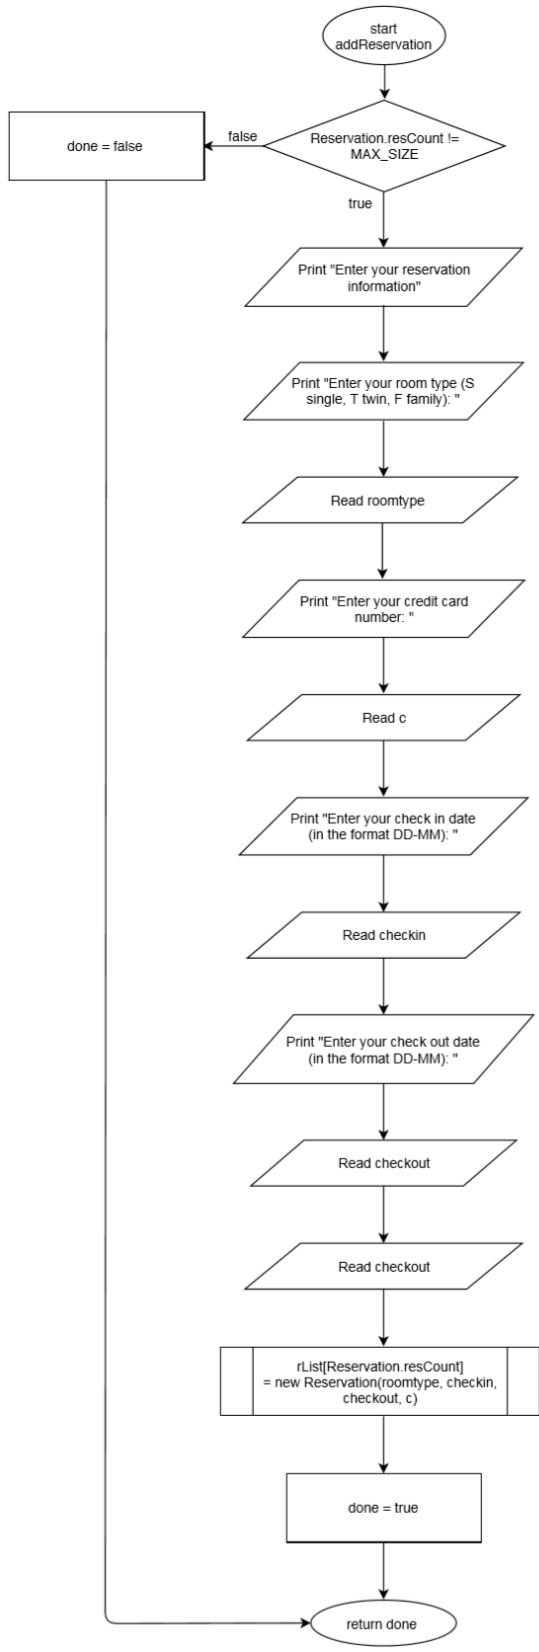 start
addReservation
Reservation.resCount !=
MAX_SIZE
false
done = false
true
Print "Enter your reservation
information"
Print "Enter your room type (S
single, T twin, F family): "
Read roomtype
Print "Enter your credit card
number: "
Read c
Print "Enter your check in date
(in the format DD-MM): "
Read checkin
Print "Enter your check out date
(in the format DD-MM): "
Read checkout
Read checkout
rList[Reservation.resCount]
= new Reservation(roomtype, checkin,
checkout, c)
done = true
return done